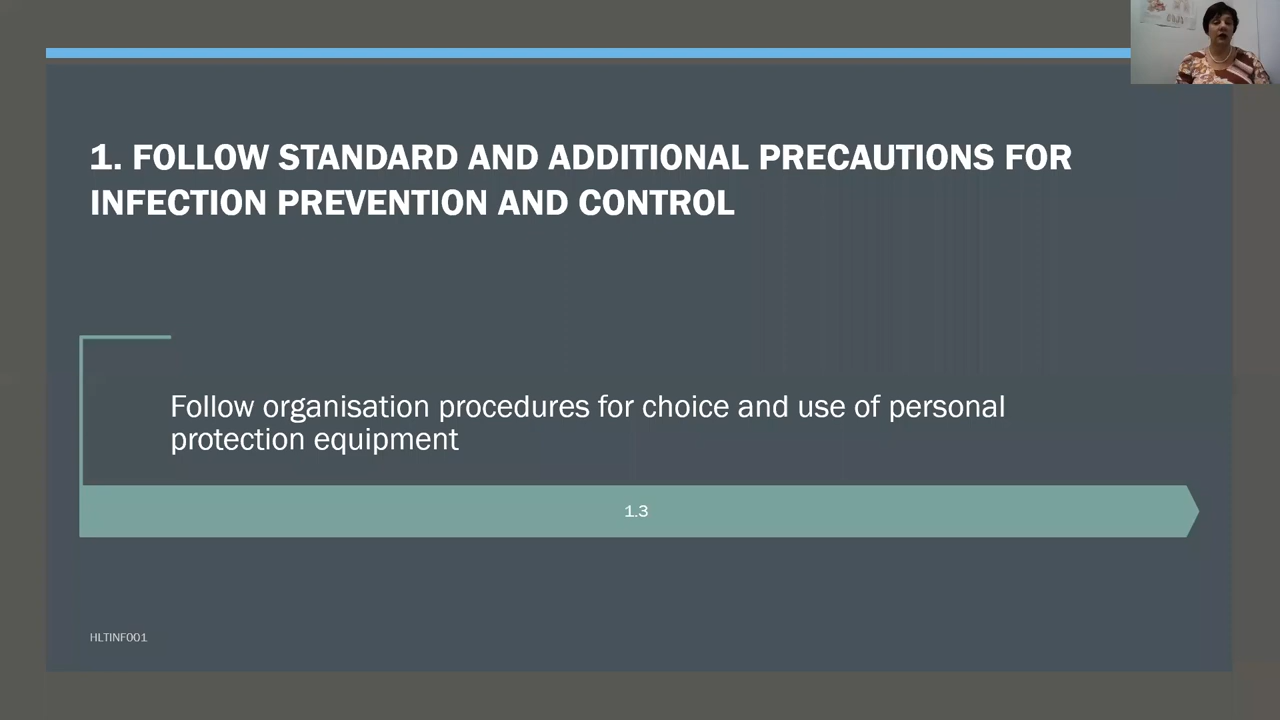 1. FOLLOW STANDARD AND ADDITIONAL PRECAUTIONS FOR
INFECTION PREVENTION AND CONTROL
Follow organisation procedures for choice and use of personal
protection equipment
1.3
HLTINF001